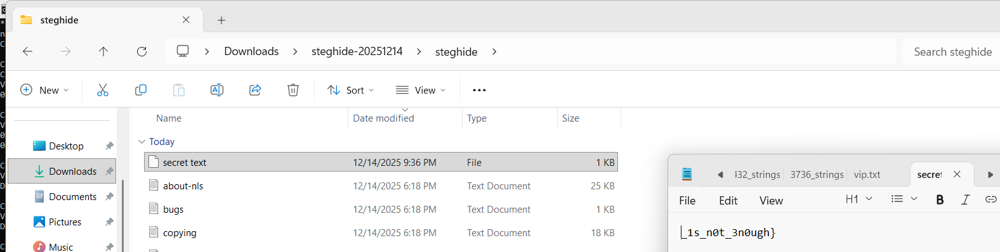 steghide
Downloads > steghide-20251214 > steghide >
Search steghide
New
Sort
View
Name
Date modified
Type
Size
Today
Desktop
Downloads
Documents
Pictures
Music
secret text 12/14/2025 9:36 PM File 1 KB
about-nls 12/14/2025 6:18 PM Text Document 25 KB
bugs 12/14/2025 6:18 PM Text Document 1 KB
copying 12/14/2025 6:18 PM Text Document 18 KB
432_strings
3736_strings
vip.txt
secret
File Edit View H1 B I
_1s_n0t_3n0ugh}